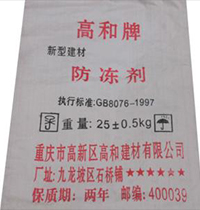 高和牌
新型建材
防冻剂
执行标准:GB8076-1997
重量:25±0.5kg
重庆市高新区高和建材有限公司
厂址:九龙坡区石桥铺★★★★☆☆
保质期:两年 邮编:400039